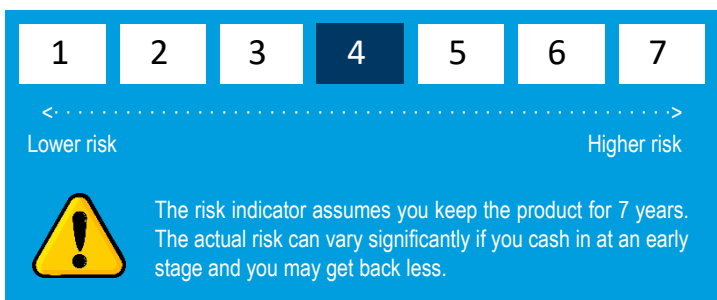 1 2 3 4 5 6 7
Lower risk Higher risk
The risk indicator assumes you keep the product for 7 years.
The actual risk can vary significantly if you cash in at an early
stage and you may get back less.